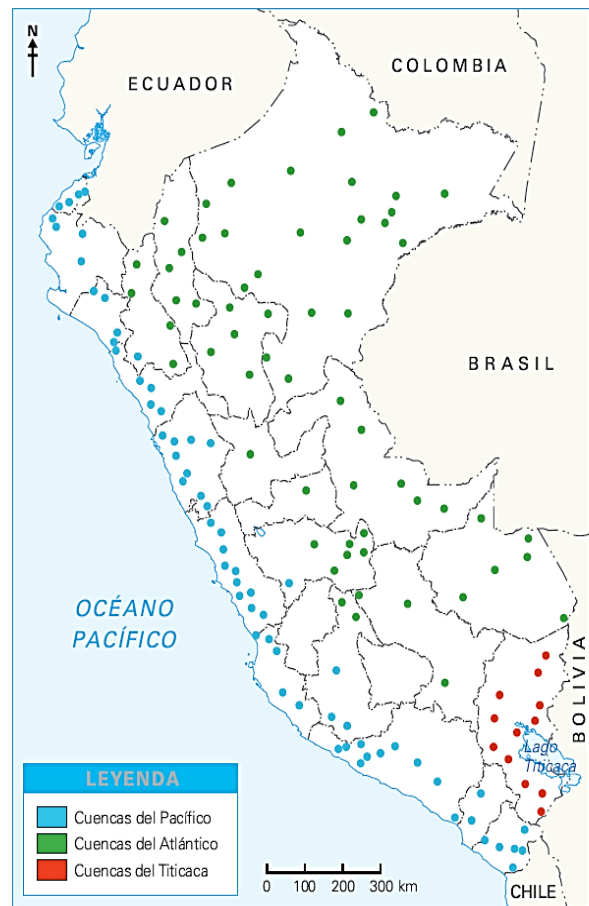 N
ECUADOR
COLOMBIA
BRASIL
OCÉANO
PACÍFICO
BOLIVIA
Lago
Titicaca
LEYENDA
Cuencas del Pacífico
Cuencas del Atlántico
Cuencas del Titicaca
0 100 200 300 km
CHILE